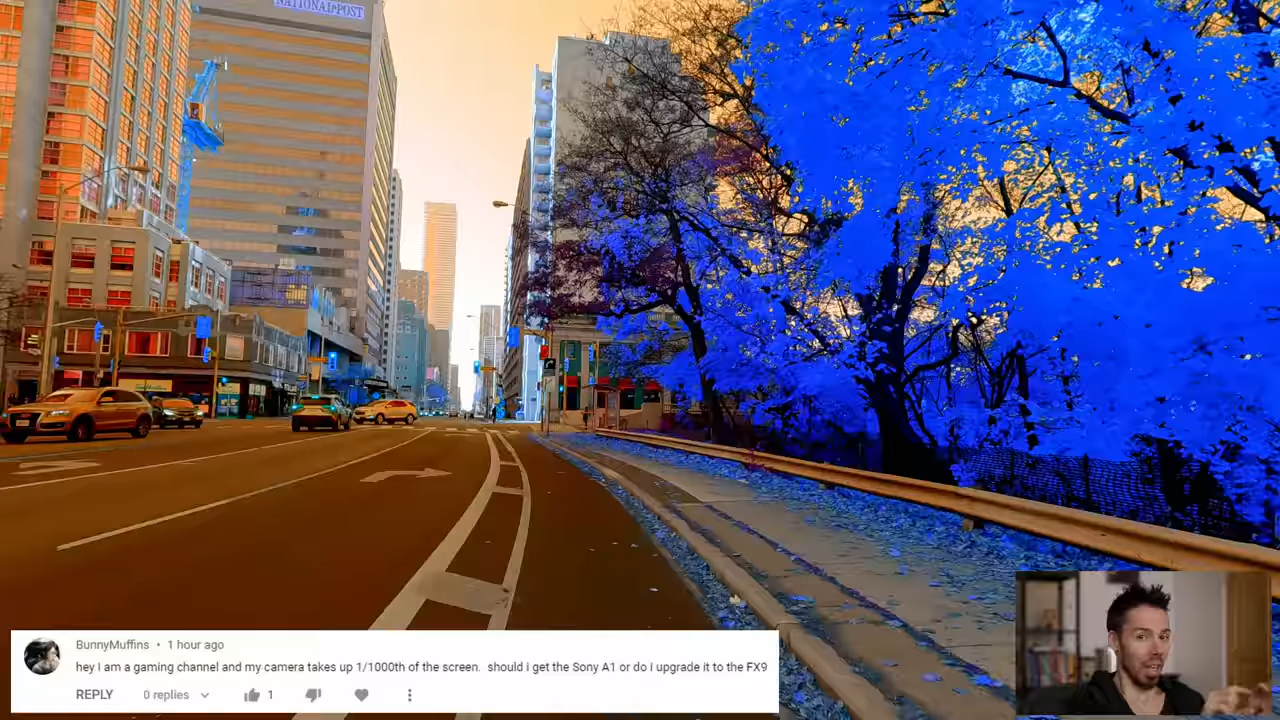 NATIONAL POST
BunnyMuffins • 1 hour ago
hey i am a gaming channel and my camera takes up 1/1000th of the screen. should i get the Sony A1 or do i upgrade it to the FX9
REPLY 0 replies 1